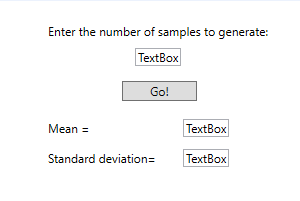 Enter the number of samples to generate:
TextBox
Go!
Mean = TextBox
Standard deviation= TextBox